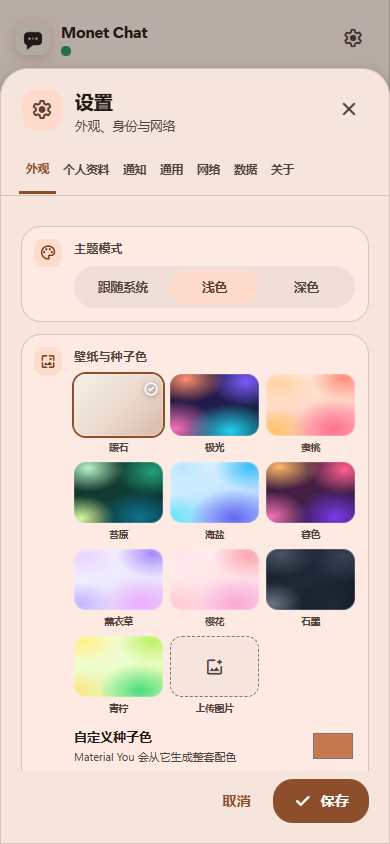 Monet Chat
设置
外观、身份与网络
外观 个人资料 通知 通用 网络 数据 关于
主题模式
跟随系统 浅色 深色
壁纸与种子色
暖石 极光 蜜桃
苔原 海盐 暮色
薰衣草 樱花 石墨
青柠 上传图片
自定义种子色
Material You 会从它生成整套配色
取消 保存